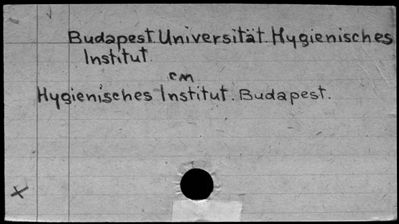 Budapest. Universität. Hygienisches
Institut.
cm
Hygienisches Institut. Budapest.
x